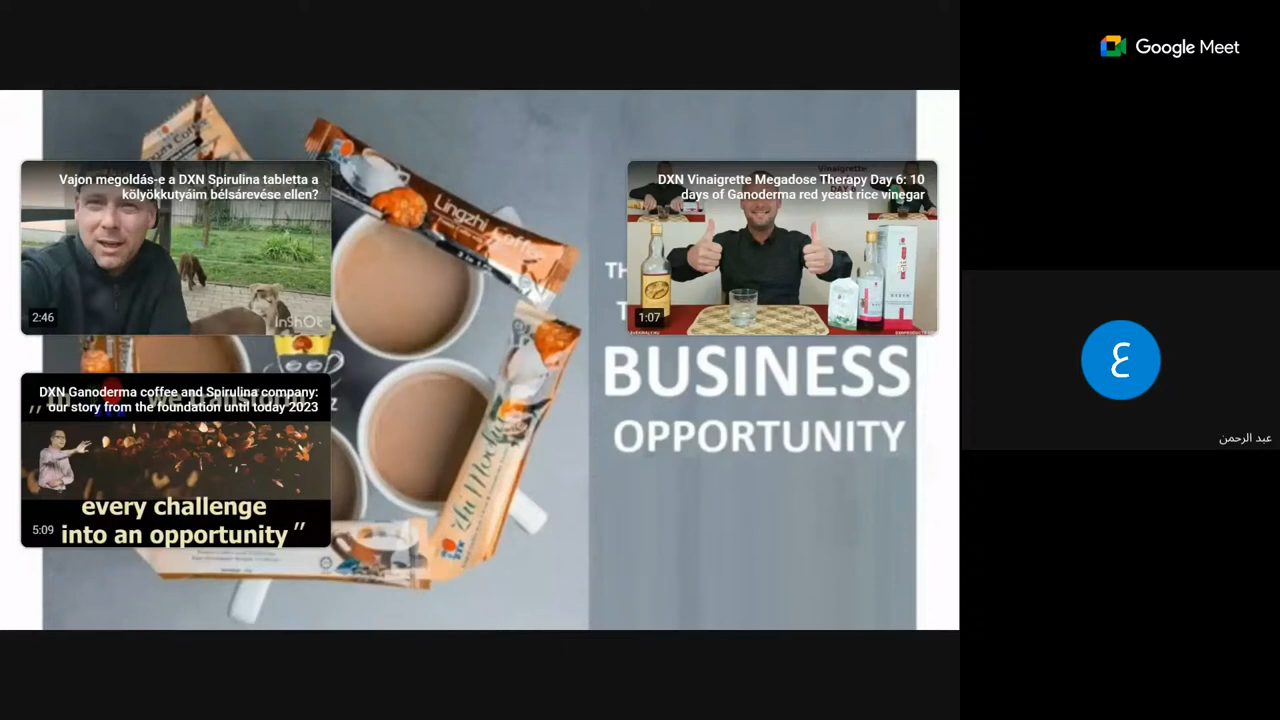 Google Meet
Lingzhi Coffee
Vajon megoldás-e a DXN Spirulina tabletta a
kölyökkutyáim bélsárevése ellen?
2:46
InShOt
DXN Vinaigrette Megadose Therapy Day 6: 10
days of Ganoderma red yeast rice vinegar
1:07
BUSINESS
OPPORTUNITY
DXN Ganoderma coffee and Spirulina company:
our story from the foundation until today 2023
every challenge
into an opportunity”
5:09
Zhi Mocha
عبد الرحمن
ع